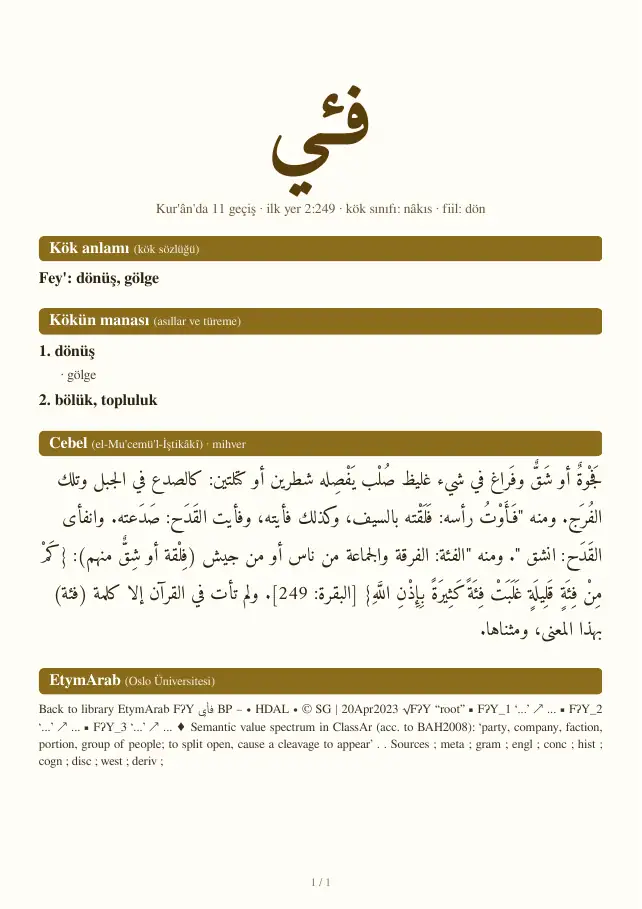 فئي
Kur'ân'da 11 geçiş · ilk yer 2:249 · kök sınıfı: nâkıs · fiil: dön
Kök anlamı (kök sözlüğü)
Fey': dönüş, gölge
Kökün manası (asıllar ve türeme)
1. dönüş
· gölge
2. bölük, topluluk
Cebel (el-Mu'cemü'l-İştikâkî) · mihver
فَجْوَةٌ أو شَقٌّ وفَراغ في شيء غليظ صُلْب يَفْصِله شطرين أو كتلتين: كالصدع في الجبل وتلك
الفُرَج. ومنه "فَأَوْتُ رأسه: فَلَقْته بالسيف، وكذلك فأيته، وفأيت القَدَح: صَدَعته. وانفأى
القَدَح: انشق ". ومنه "الفئة: الفرقة والجماعة من ناس أو من جيش (فِلْقة أو شِقٌّ منهم): {كَمْ
مِنْ فِئَةٍ قَلِيلَةٍ غَلَبَتْ فِئَةً كَثِيرَةً بِإِذْنِ اللَّهِ} [البقرة: 249]. ولم تأت في القرآن إلا كلمة (فئة)
بهذا المعنى، ومثناها.
EtymArab (Oslo Üniversitesi)
Back to library EtymArab FʔY فأي BP – • HDAL • © SG | 20Apr2023 √FʔY “root” ▪ FʔY_1 ‘...’ ↗ ... ▪ FʔY_2
‘...’ ↗ ... ▪ FʔY_3 ‘...’ ↗ ... ♦ Semantic value spectrum in ClassAr (acc. to BAH2008): ‘party, company, faction,
portion, group of people; to split open, cause a cleavage to appear’ . . Sources ; meta ; gram ; engl ; conc ; hist ;
cogn ; disc ; west ; deriv ;
1 / 1